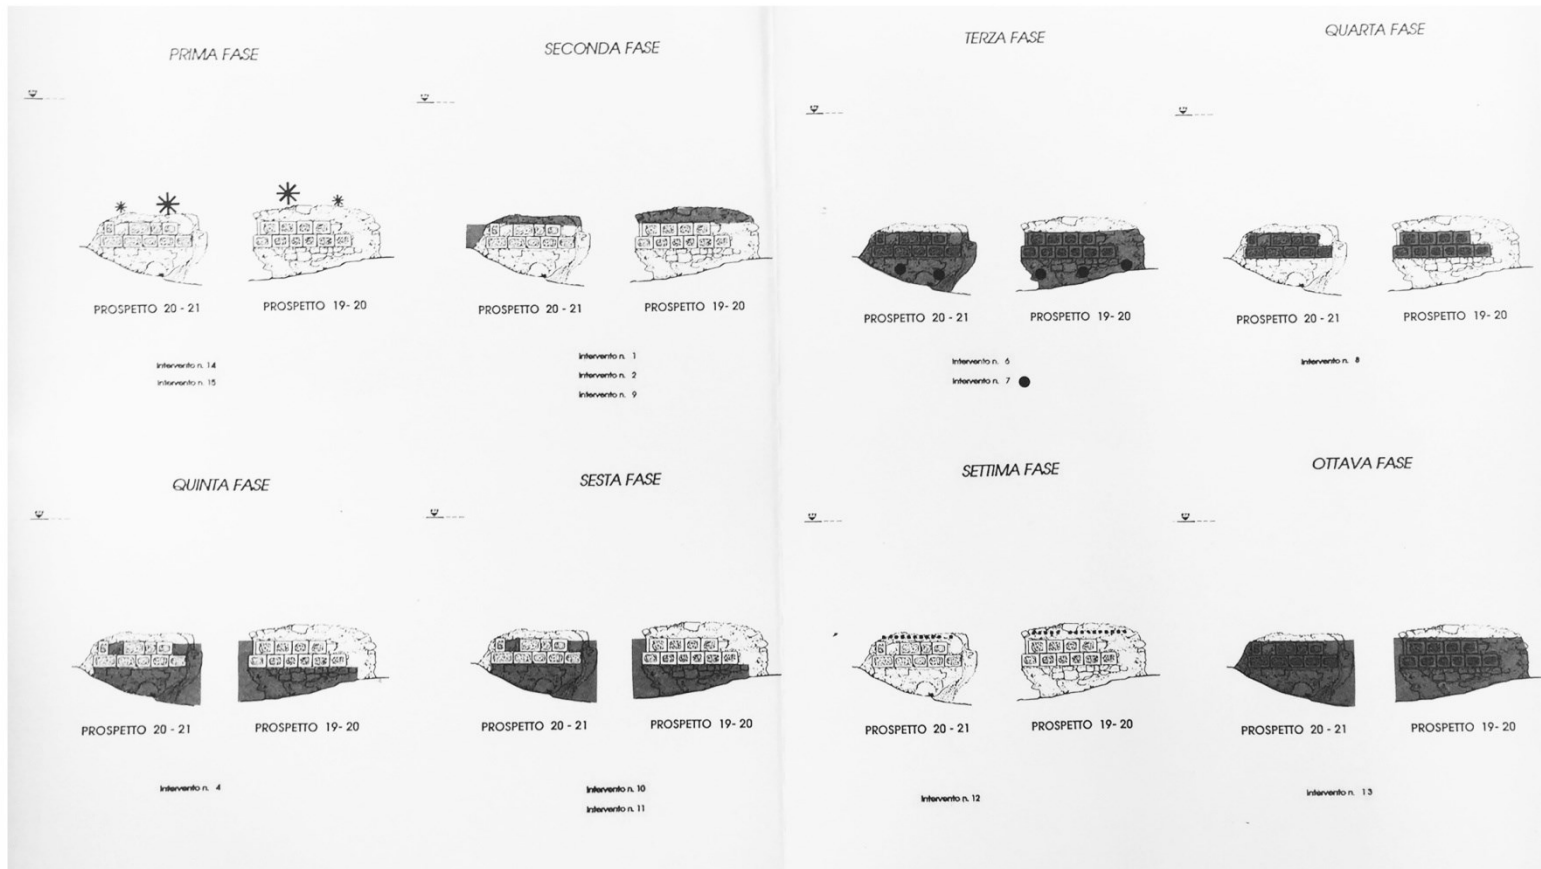 PRIMA FASE
PROSPETTO 20 - 21
PROSPETTO 19- 20
Intervento n. 14
Intervento n. 15
SECONDA FASE
PROSPETTO 20 - 21
PROSPETTO 19- 20
Intervento n. 1
Intervento n. 2
Intervento n. 9
TERZA FASE
PROSPETTO 20 - 21
PROSPETTO 19- 20
Intervento n. 6
Intervento n. 7
QUARTA FASE
PROSPETTO 20 - 21
PROSPETTO 19- 20
Intervento n. 8
QUINTA FASE
PROSPETTO 20 - 21
PROSPETTO 19- 20
Intervento n. 4
SESTA FASE
PROSPETTO 20 - 21
PROSPETTO 19- 20
Intervento n. 10
Intervento n. 11
SETTIMA FASE
PROSPETTO 20 - 21
PROSPETTO 19- 20
Intervento n. 12
OTTAVA FASE
PROSPETTO 20 - 21
PROSPETTO 19- 20
Intervento n. 13